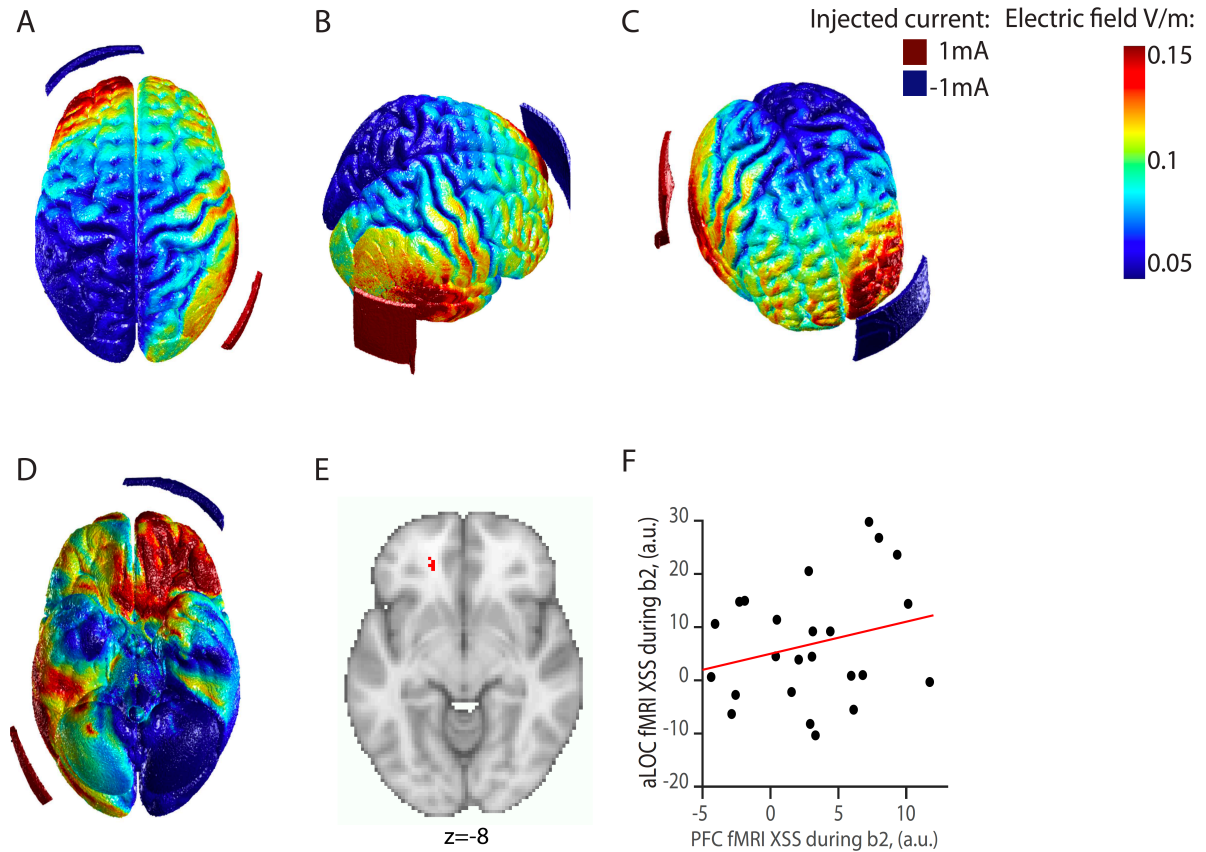 A
B
C
Injected current:
1mA
-1mA
Electric field V/m:
0.15
0.1
0.05
D
E
z=-8
F
aLOC fMRI XSS during b2, (a.u.)
30
20
10
0
-10
-20
-5
0
5
10
PFC fMRI XSS during b2, (a.u.)